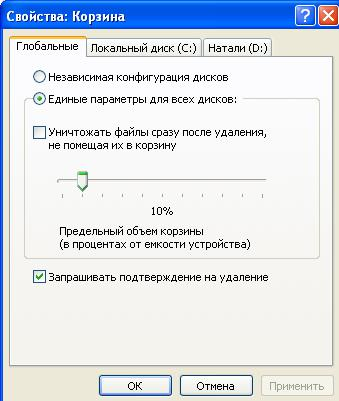 Свойства: Корзина
Глобальные Локальный диск (C:) Натали (D:)
Независимая конфигурация дисков
Единые параметры для всех дисков:
Уничтожать файлы сразу после удаления,
не помещая их в корзину
10%
Предельный объем корзины
(в процентах от емкости устройства)
Запрашивать подтверждение на удаление
ОК Отмена Применить